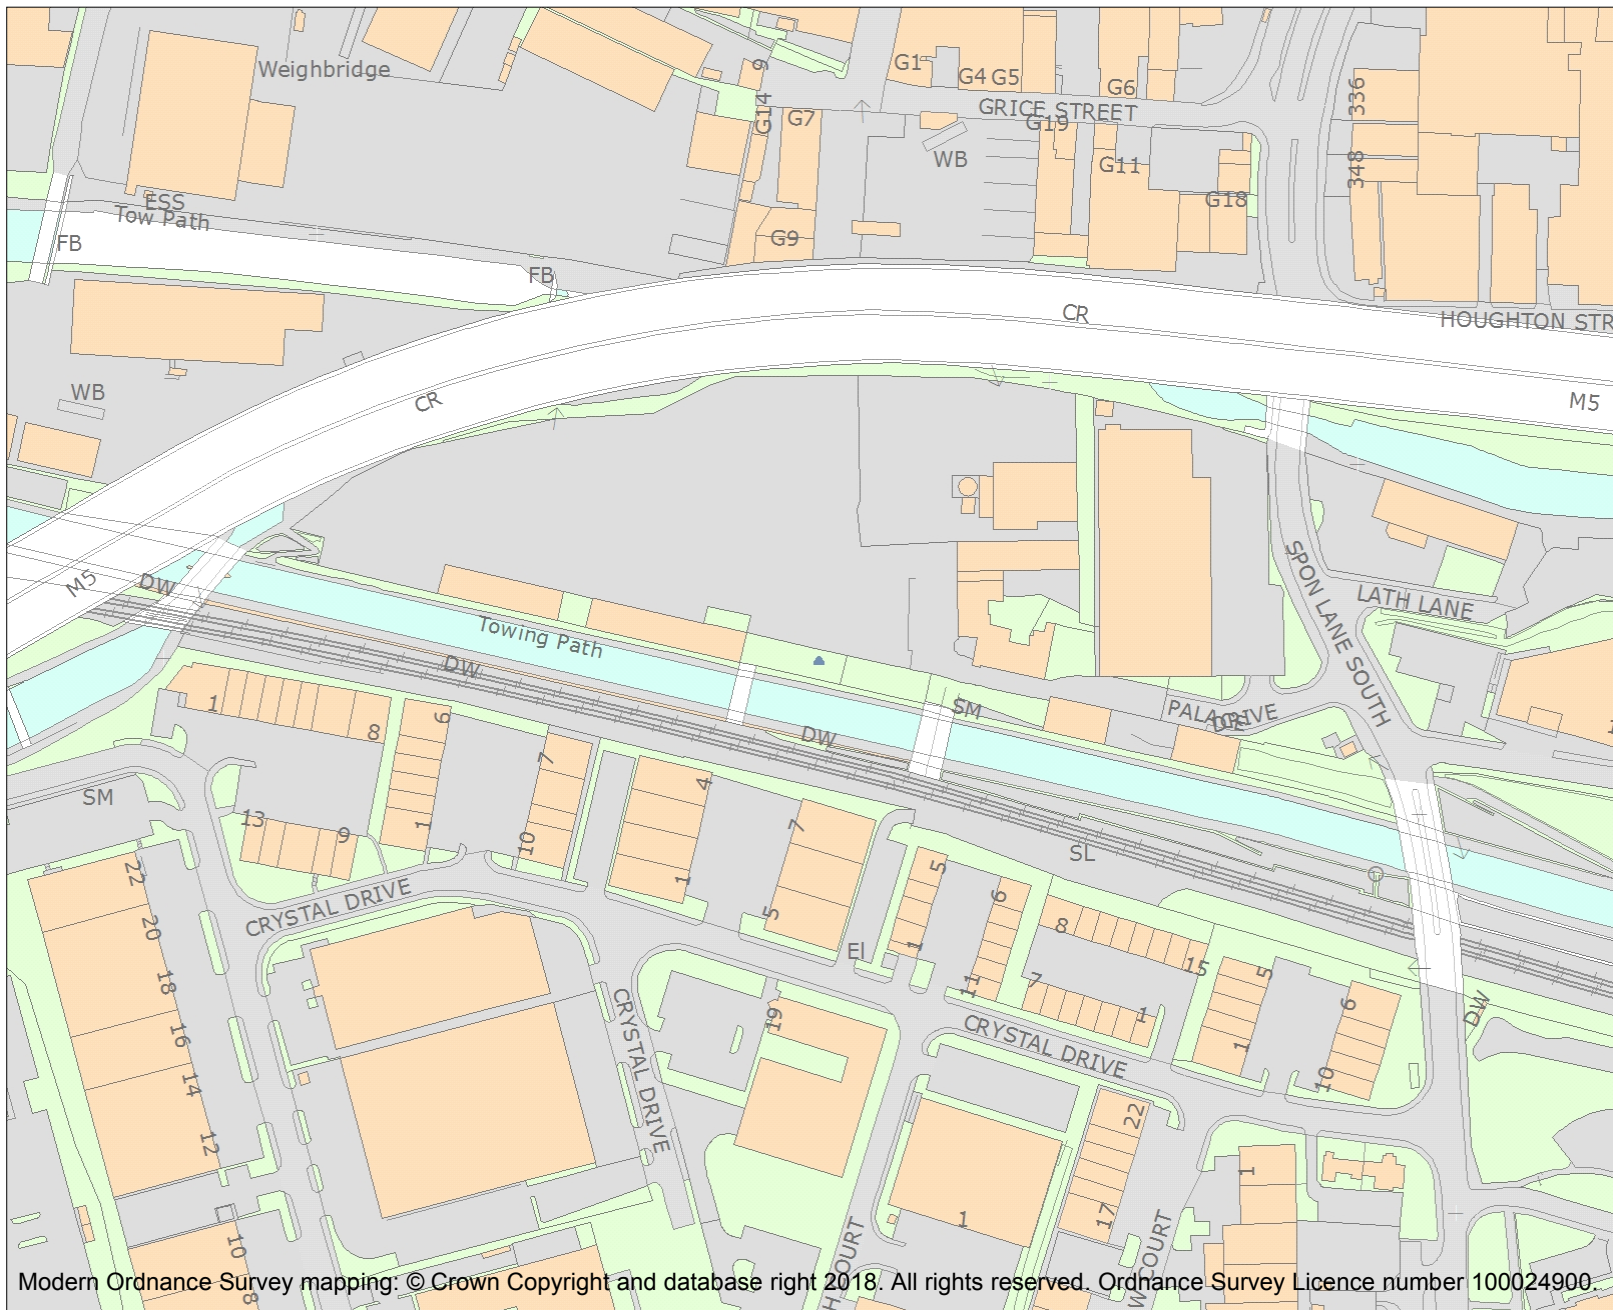 Weighbridge
9
G1
G4 G5
G6
336
GRICE STREET
G14
G7
G19
WB
G11
348
ESS
Tow Path
G18
FB
G9
FB
CR
HOUGHTON STR
WB
CR
M5
M5
DW
SPON LANE SOUTH
LATH LANE
Towing Path
DW
1
8
6
SM
PALACE
DRIVE
DW
7
4
SM
13
9
1
10
7
SL
22
1
5
5
6
CRYSTAL DRIVE
20
8
1
15
El
18
11
7
1
5
6
16
19
CRYSTAL DRIVE
CRYSTAL DRIVE
1
10
DW
14
22
12
1
10
1
17
8
H COURT
W COURT
Modern Ordnance Survey mapping: © Crown Copyright and database right 2018. All rights reserved. Ordnance Survey Licence number 100024900.